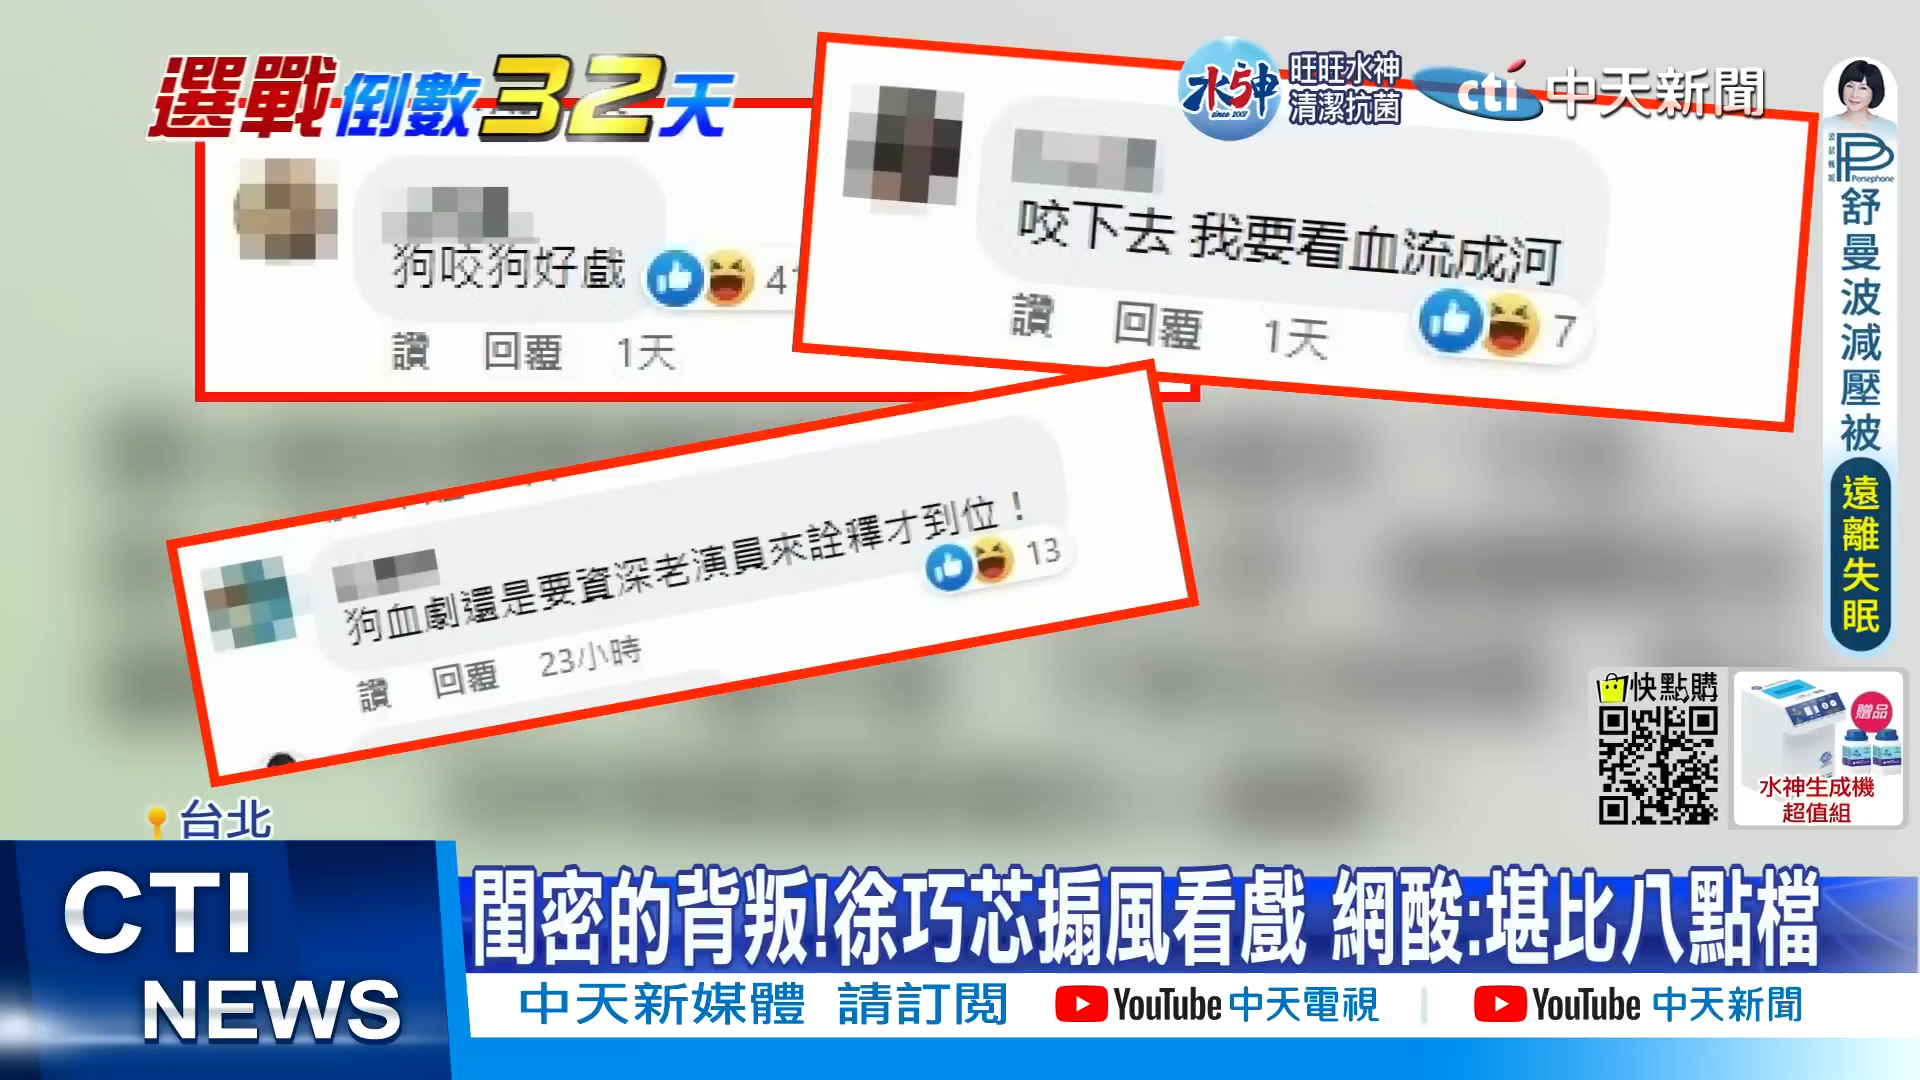 選戰倒數32天
水神
since 2007
旺旺水神
清潔抗菌
cti 中天新聞
狗咬狗好戲
讚 回覆 1天
咬下去 我要看血流成河
7
讚 回覆 1天
狗血劇還是要資深老演員來詮釋才到位！
13
讚 回覆 23小時
Persephone
舒曼波減壓被
遠離失眠
快點購
贈品
水神生成機
超值組
台北
CTI
NEWS
閨密的背叛!徐巧芯搧風看戲 網酸:堪比八點檔
中天新媒體 請訂閱 YouTube 中天電視 YouTube 中天新聞